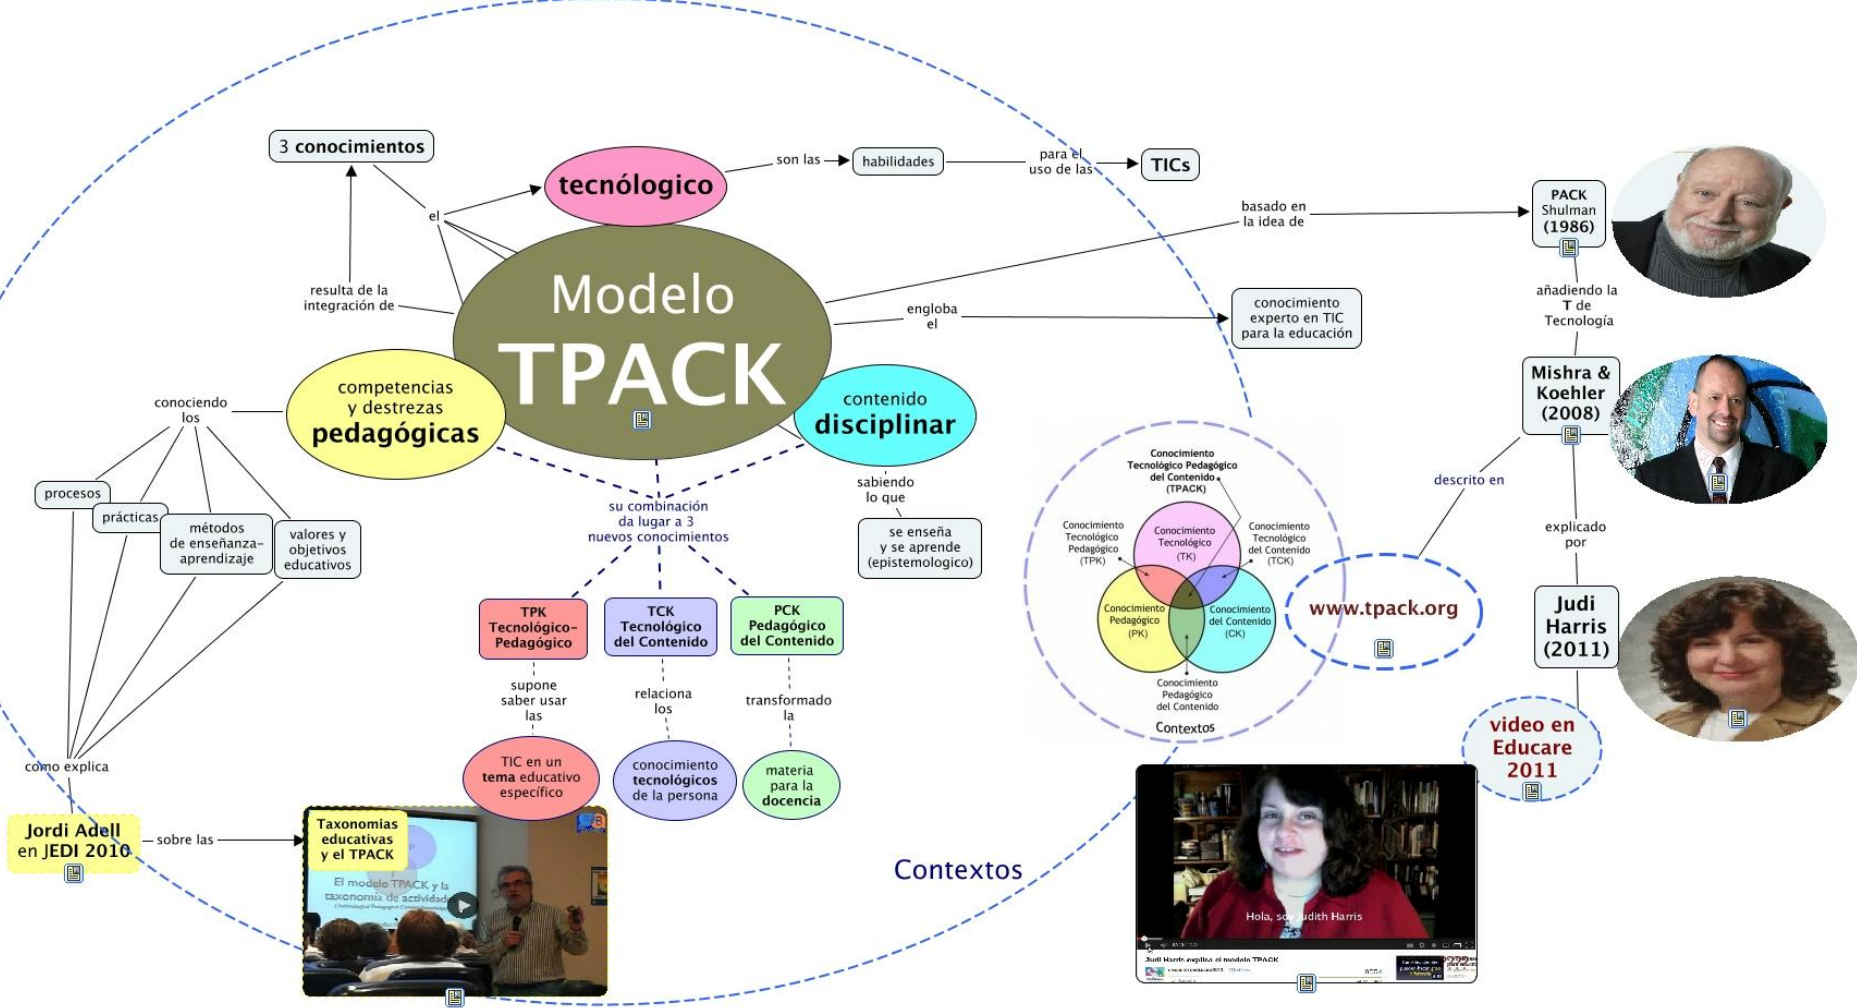 3 conocimientos
el
resulta de la
integración de
tecnólogico
son las
habilidades
para el
uso de las
TICs
Modelo
TPACK
basado en
la idea de
PACK
Shulman
(1986)
engloba
el
conocimiento
experto en TIC
para la educación
añadiendo la
T de
Tecnología
Mishra &
Koehler
(2008)
descrito en
www.tpack.org
explicado
por
Judi
Harris
(2011)
video en
Educare
2011
competencias
y destrezas
pedagógicas
conociendo
los
procesos
prácticas
métodos
de enseñanza-
aprendizaje
valores y
objetivos
educativos
como explica
Jordi Adell
en JEDI 2010
sobre las
Taxonomias
educativas
y el TPACK
El modelo TPACK y la
taxonomía de actividades
contenido
disciplinar
sabiendo
lo que
se enseña
y se aprende
(epistemologico)
su combinación
da lugar a 3
nuevos conocimientos
TPK
Tecnológico-
Pedagógico
supone
saber usar
las
TIC en un
tema educativo
específico
TCK
Tecnológico
del Contenido
relaciona
los
conocimiento
tecnológicos
de la persona
PCK
Pedagógico
del Contenido
transformado
la
materia
para la
docencia
Contextos
Conocimiento
Tecnológico Pedagógico
del Contenido
(TPACK)
Conocimiento
Tecnológico
Pedagógico
(TPK)
Conocimiento
Tecnológico
(TK)
Conocimiento
Tecnológico
del Contenido
(TCK)
Conocimiento
Pedagógico
(PK)
Conocimiento
del Contenido
(CK)
Conocimiento
Pedagógico
del Contenido
Contextos
Hola, soy Judith Harris
Judi Harris explica el modelo TPACK